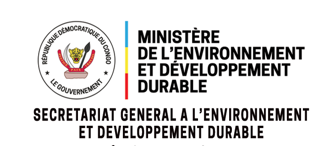 RÉPUBLIQUE DÉMOCRATIQUE DU CONGO
LE GOUVERNEMENT
MINISTÈRE
DE L'ENVIRONNEMENT
ET DÉVELOPPEMENT
DURABLE
SECRETARIAT GENERAL A L'ENVIRONNEMENT
ET DEVELOPPEMENT DURABLE